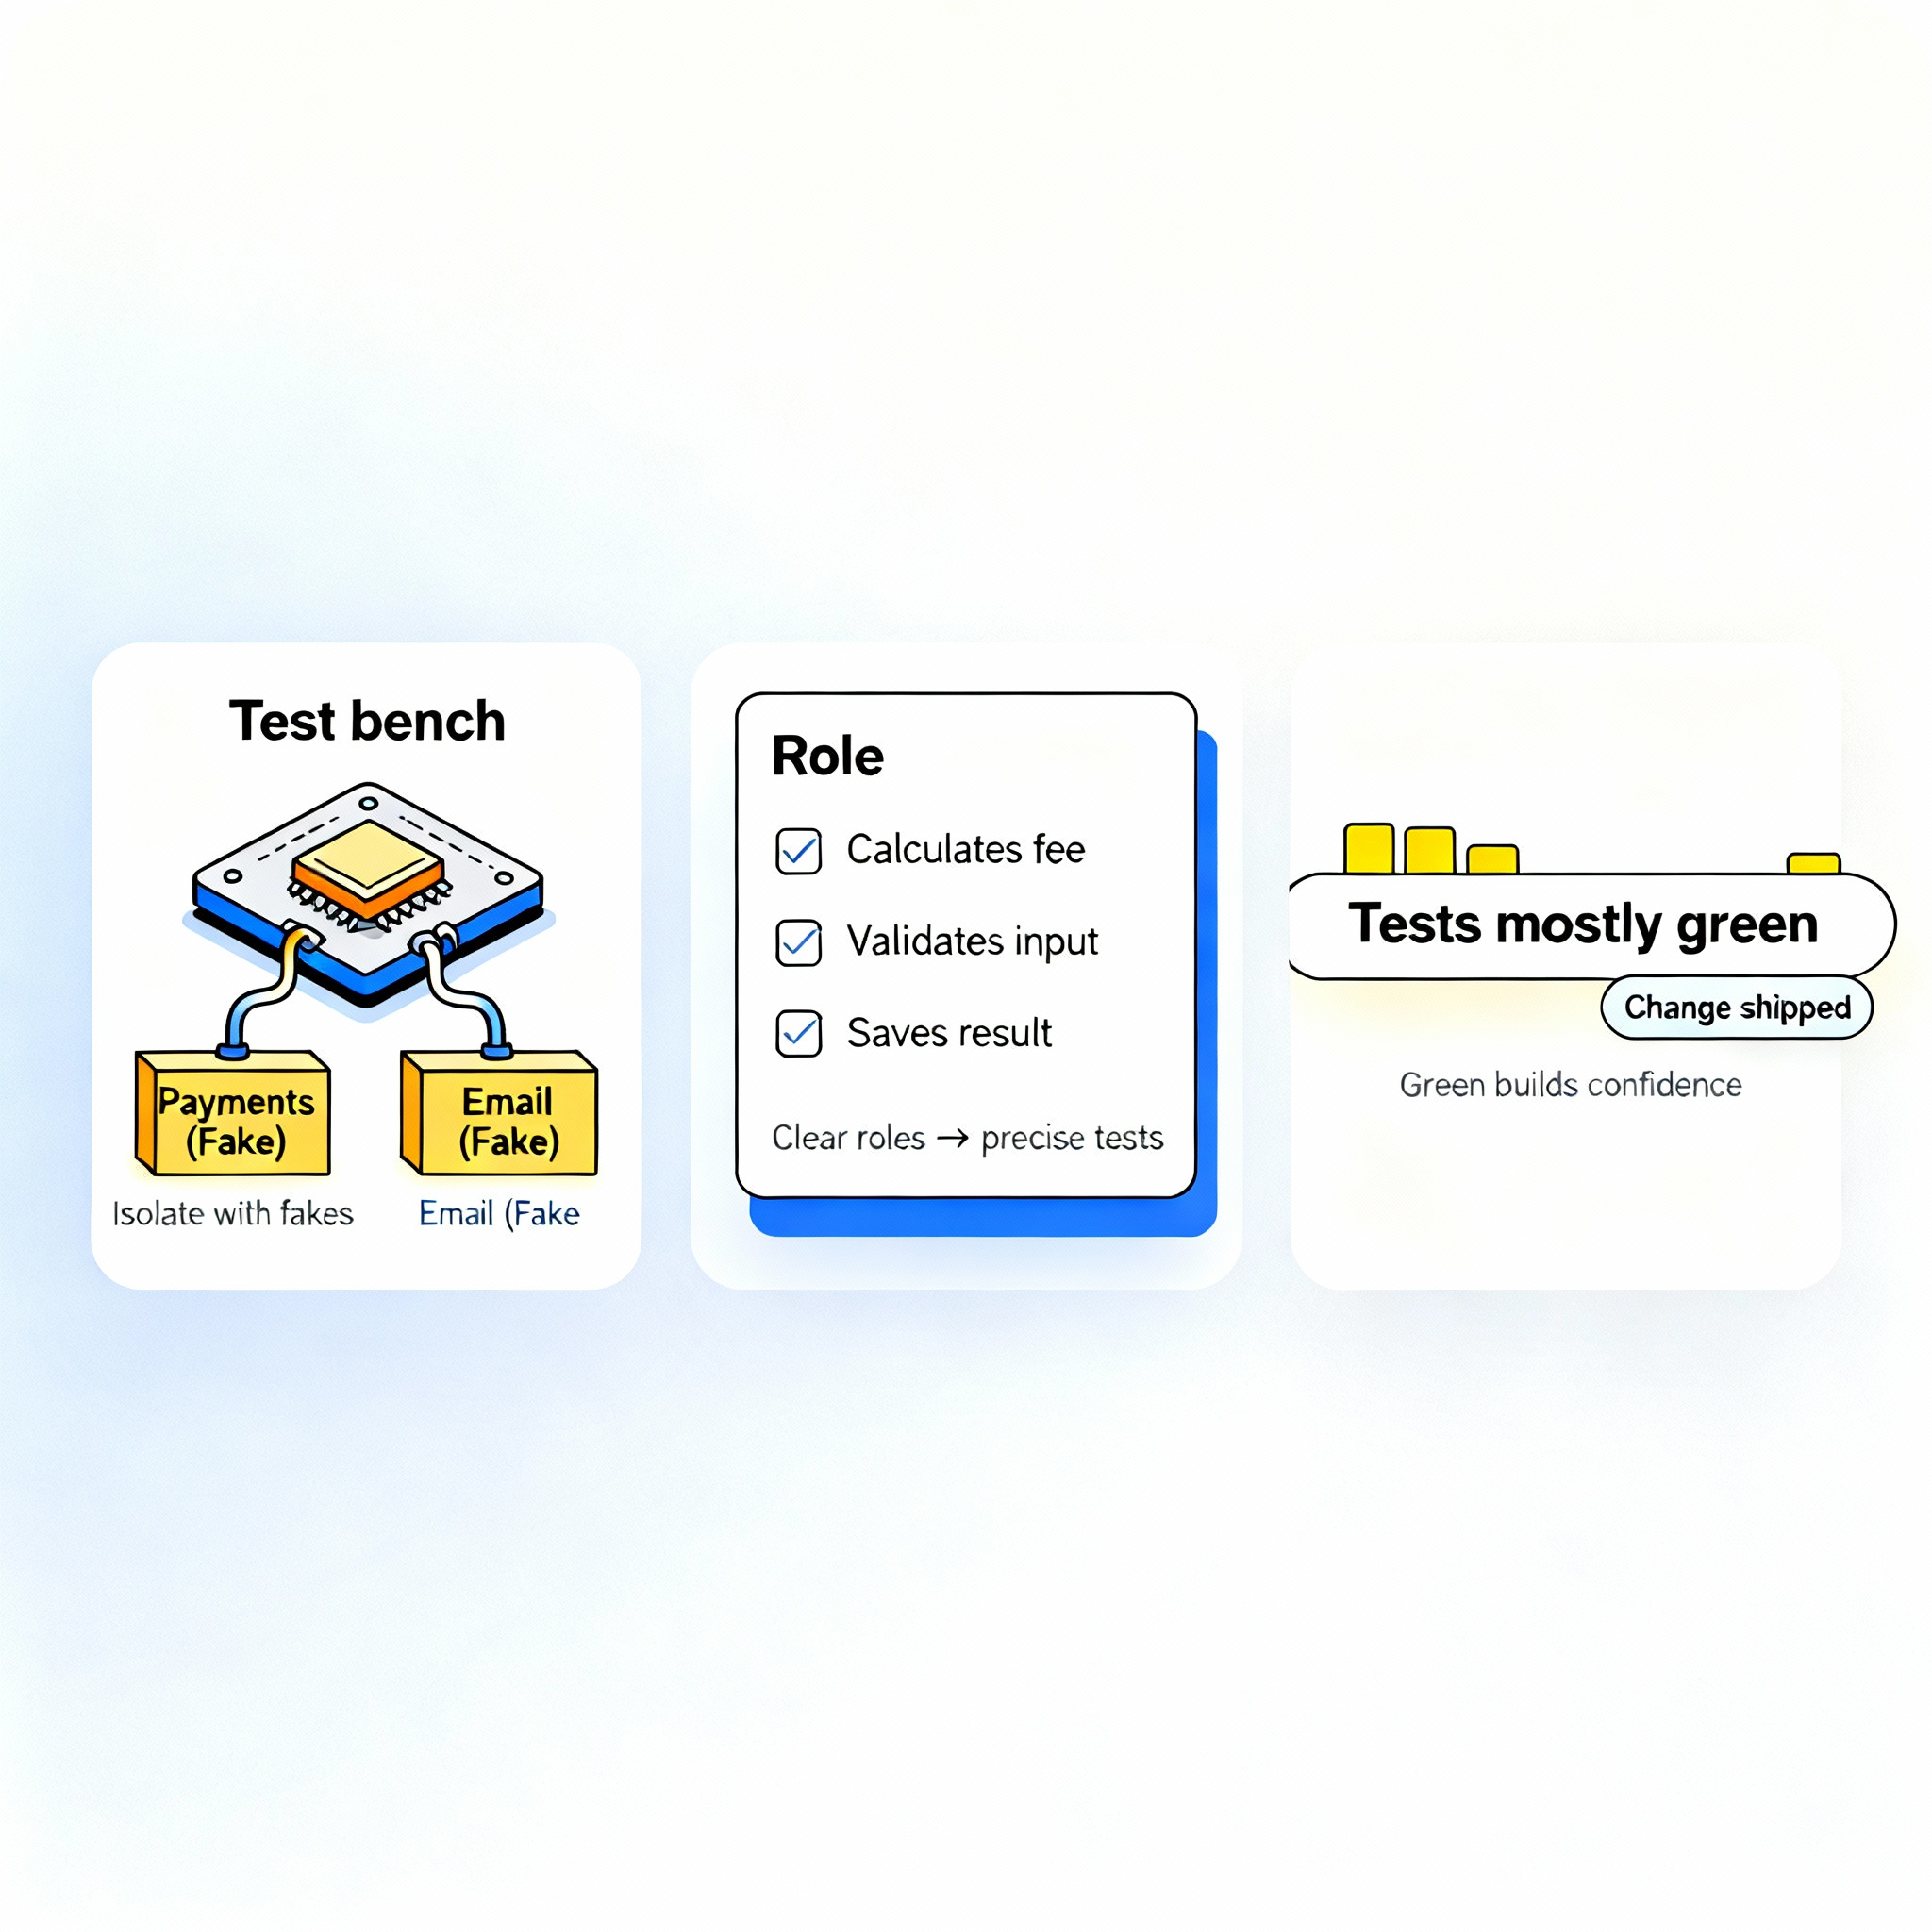 Test bench
Payments
(Fake)
Email
(Fake)
Isolate with fakes
Email (Fake
Role
Calculates fee
Validates input
Saves result
Clear roles → precise tests
Tests mostly green
Change shipped
Green builds confidence